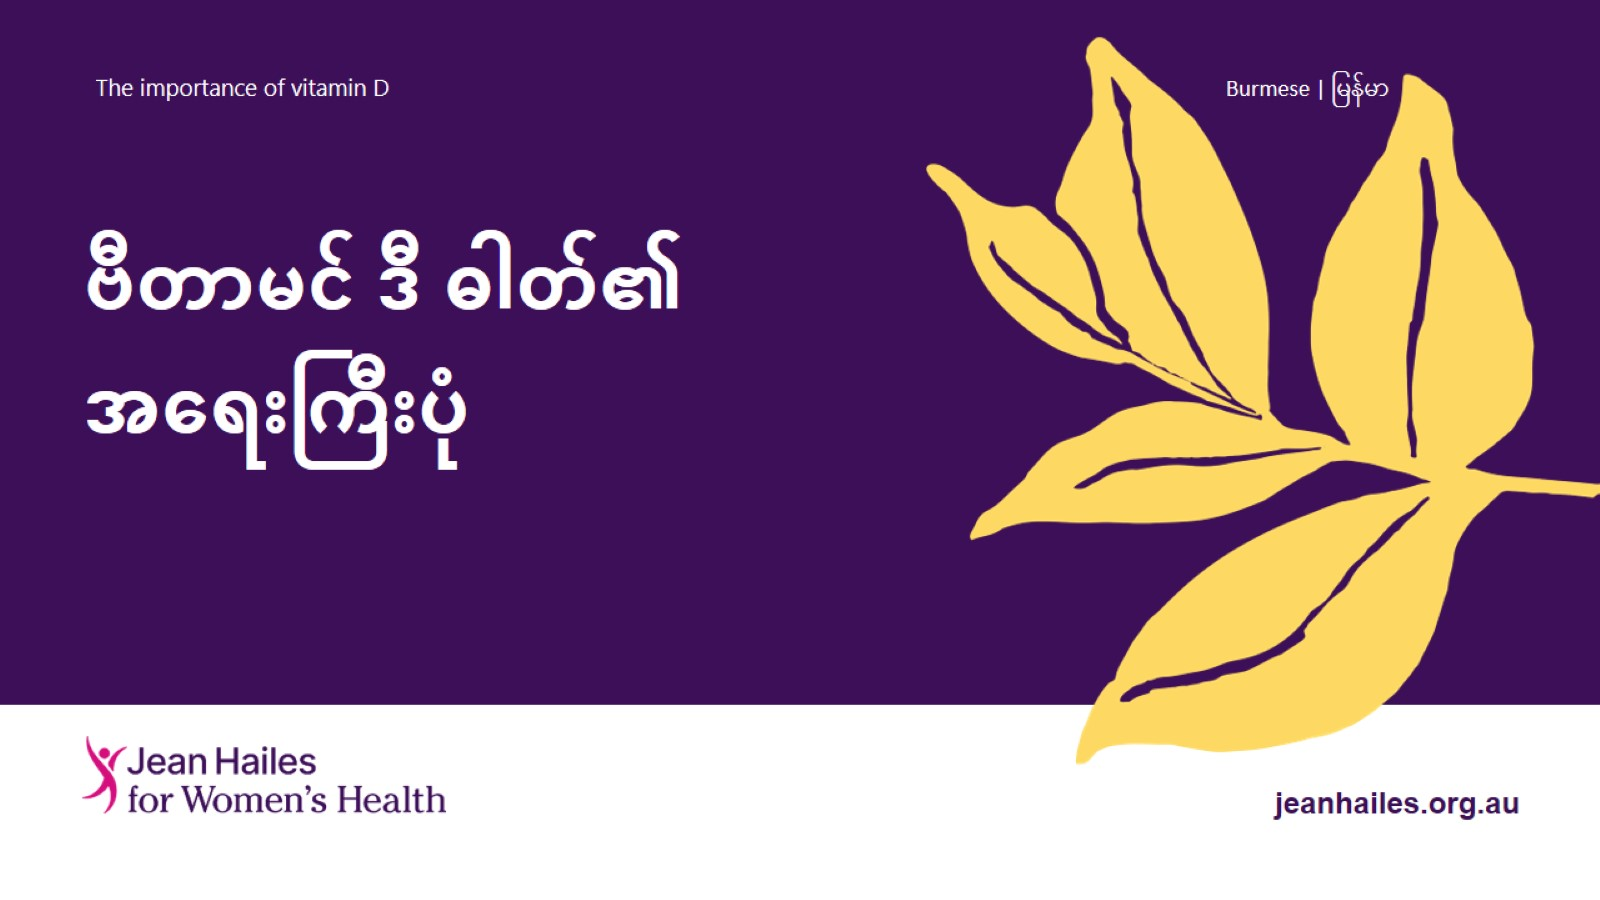 The importance of vitamin D
Burmese | မြန်မာ
ဗီတာမင် ဒီ ဓါတ်၏
အရေးကြီးပုံ
Jean Hailes
for Women's Health
jeanhailes.org.au